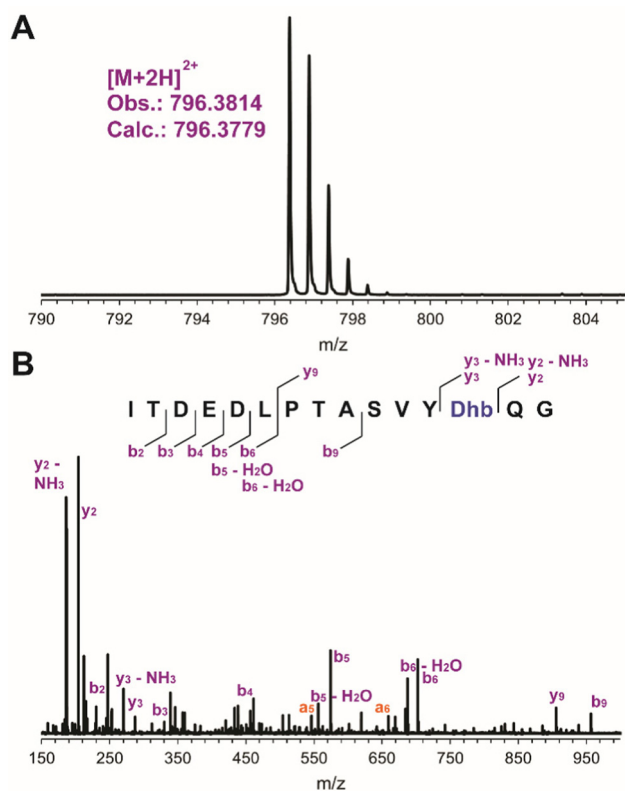 A
[M+2H]2+
Obs.: 796.3814
Calc.: 796.3779
790 792 794 796 798 800 802 804
m/z
B
y9
y3 - NH3 y2 - NH3
y3 y2
I T D E D L P T A S V Y Dhb Q G
b2 b3 b4 b5 b6 b9
b5 - H2O
b6 - H2O
y2 -
NH3
y2
b2
y3 - NH3
y3
b3
b4
a5
b5
b5 - H2O
a6
b6 - H2O
b6
y9
b9
150 250 350 450 550 650 750 850 950
m/z